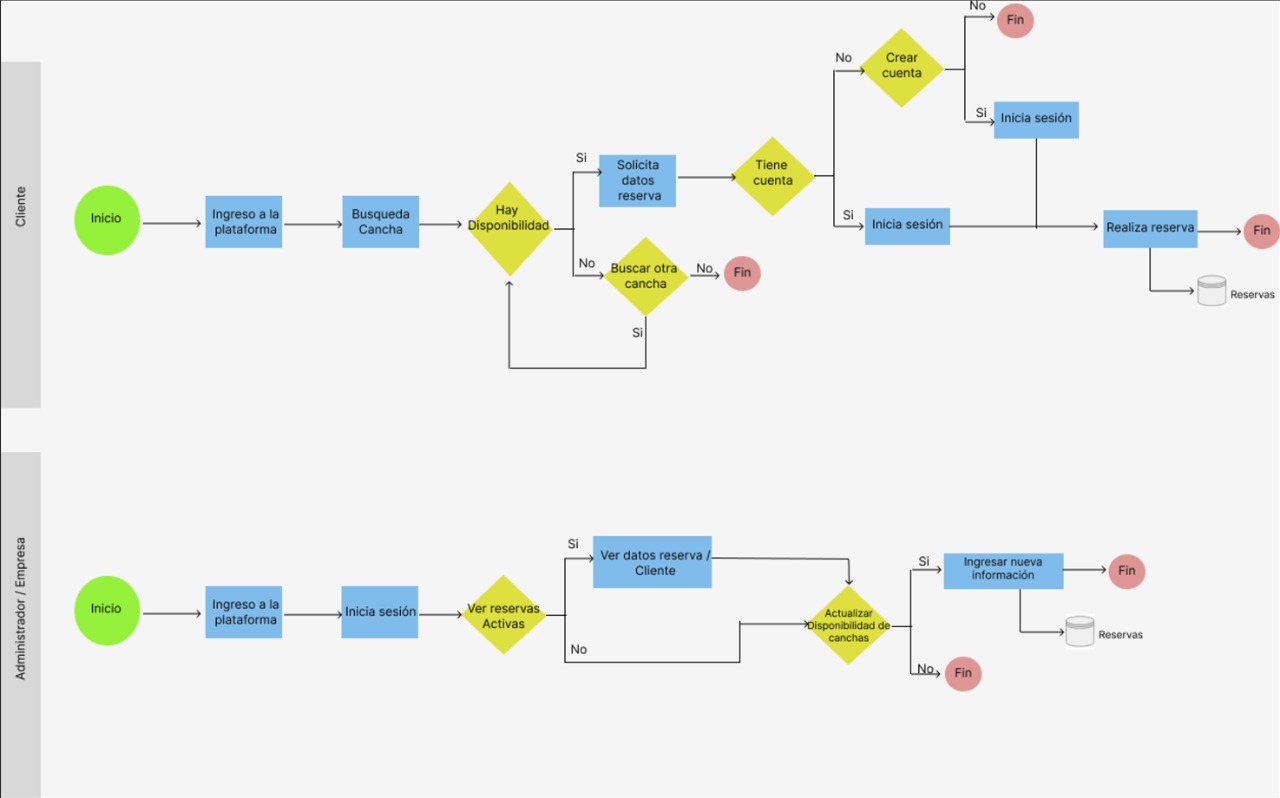 Cliente
Inicio
Ingreso a la
plataforma
Busqueda
Cancha
Hay
Disponibilidad
Si
Solicita
datos
reserva
No
Buscar otra
cancha
No
Fin
Si
Tiene
cuenta
No
Crear
cuenta
No
Fin
Si
Inicia sesión
Si
Inicia sesión
Realiza reserva
Fin
Reservas
Administrador / Empresa
Inicio
Ingreso a la
plataforma
Inicia sesión
Ver reservas
Activas
Si
Ver datos reserva /
Cliente
No
Actualizar
Disponibilidad de
canchas
Si
Ingresar nueva
información
Fin
Reservas
No
Fin